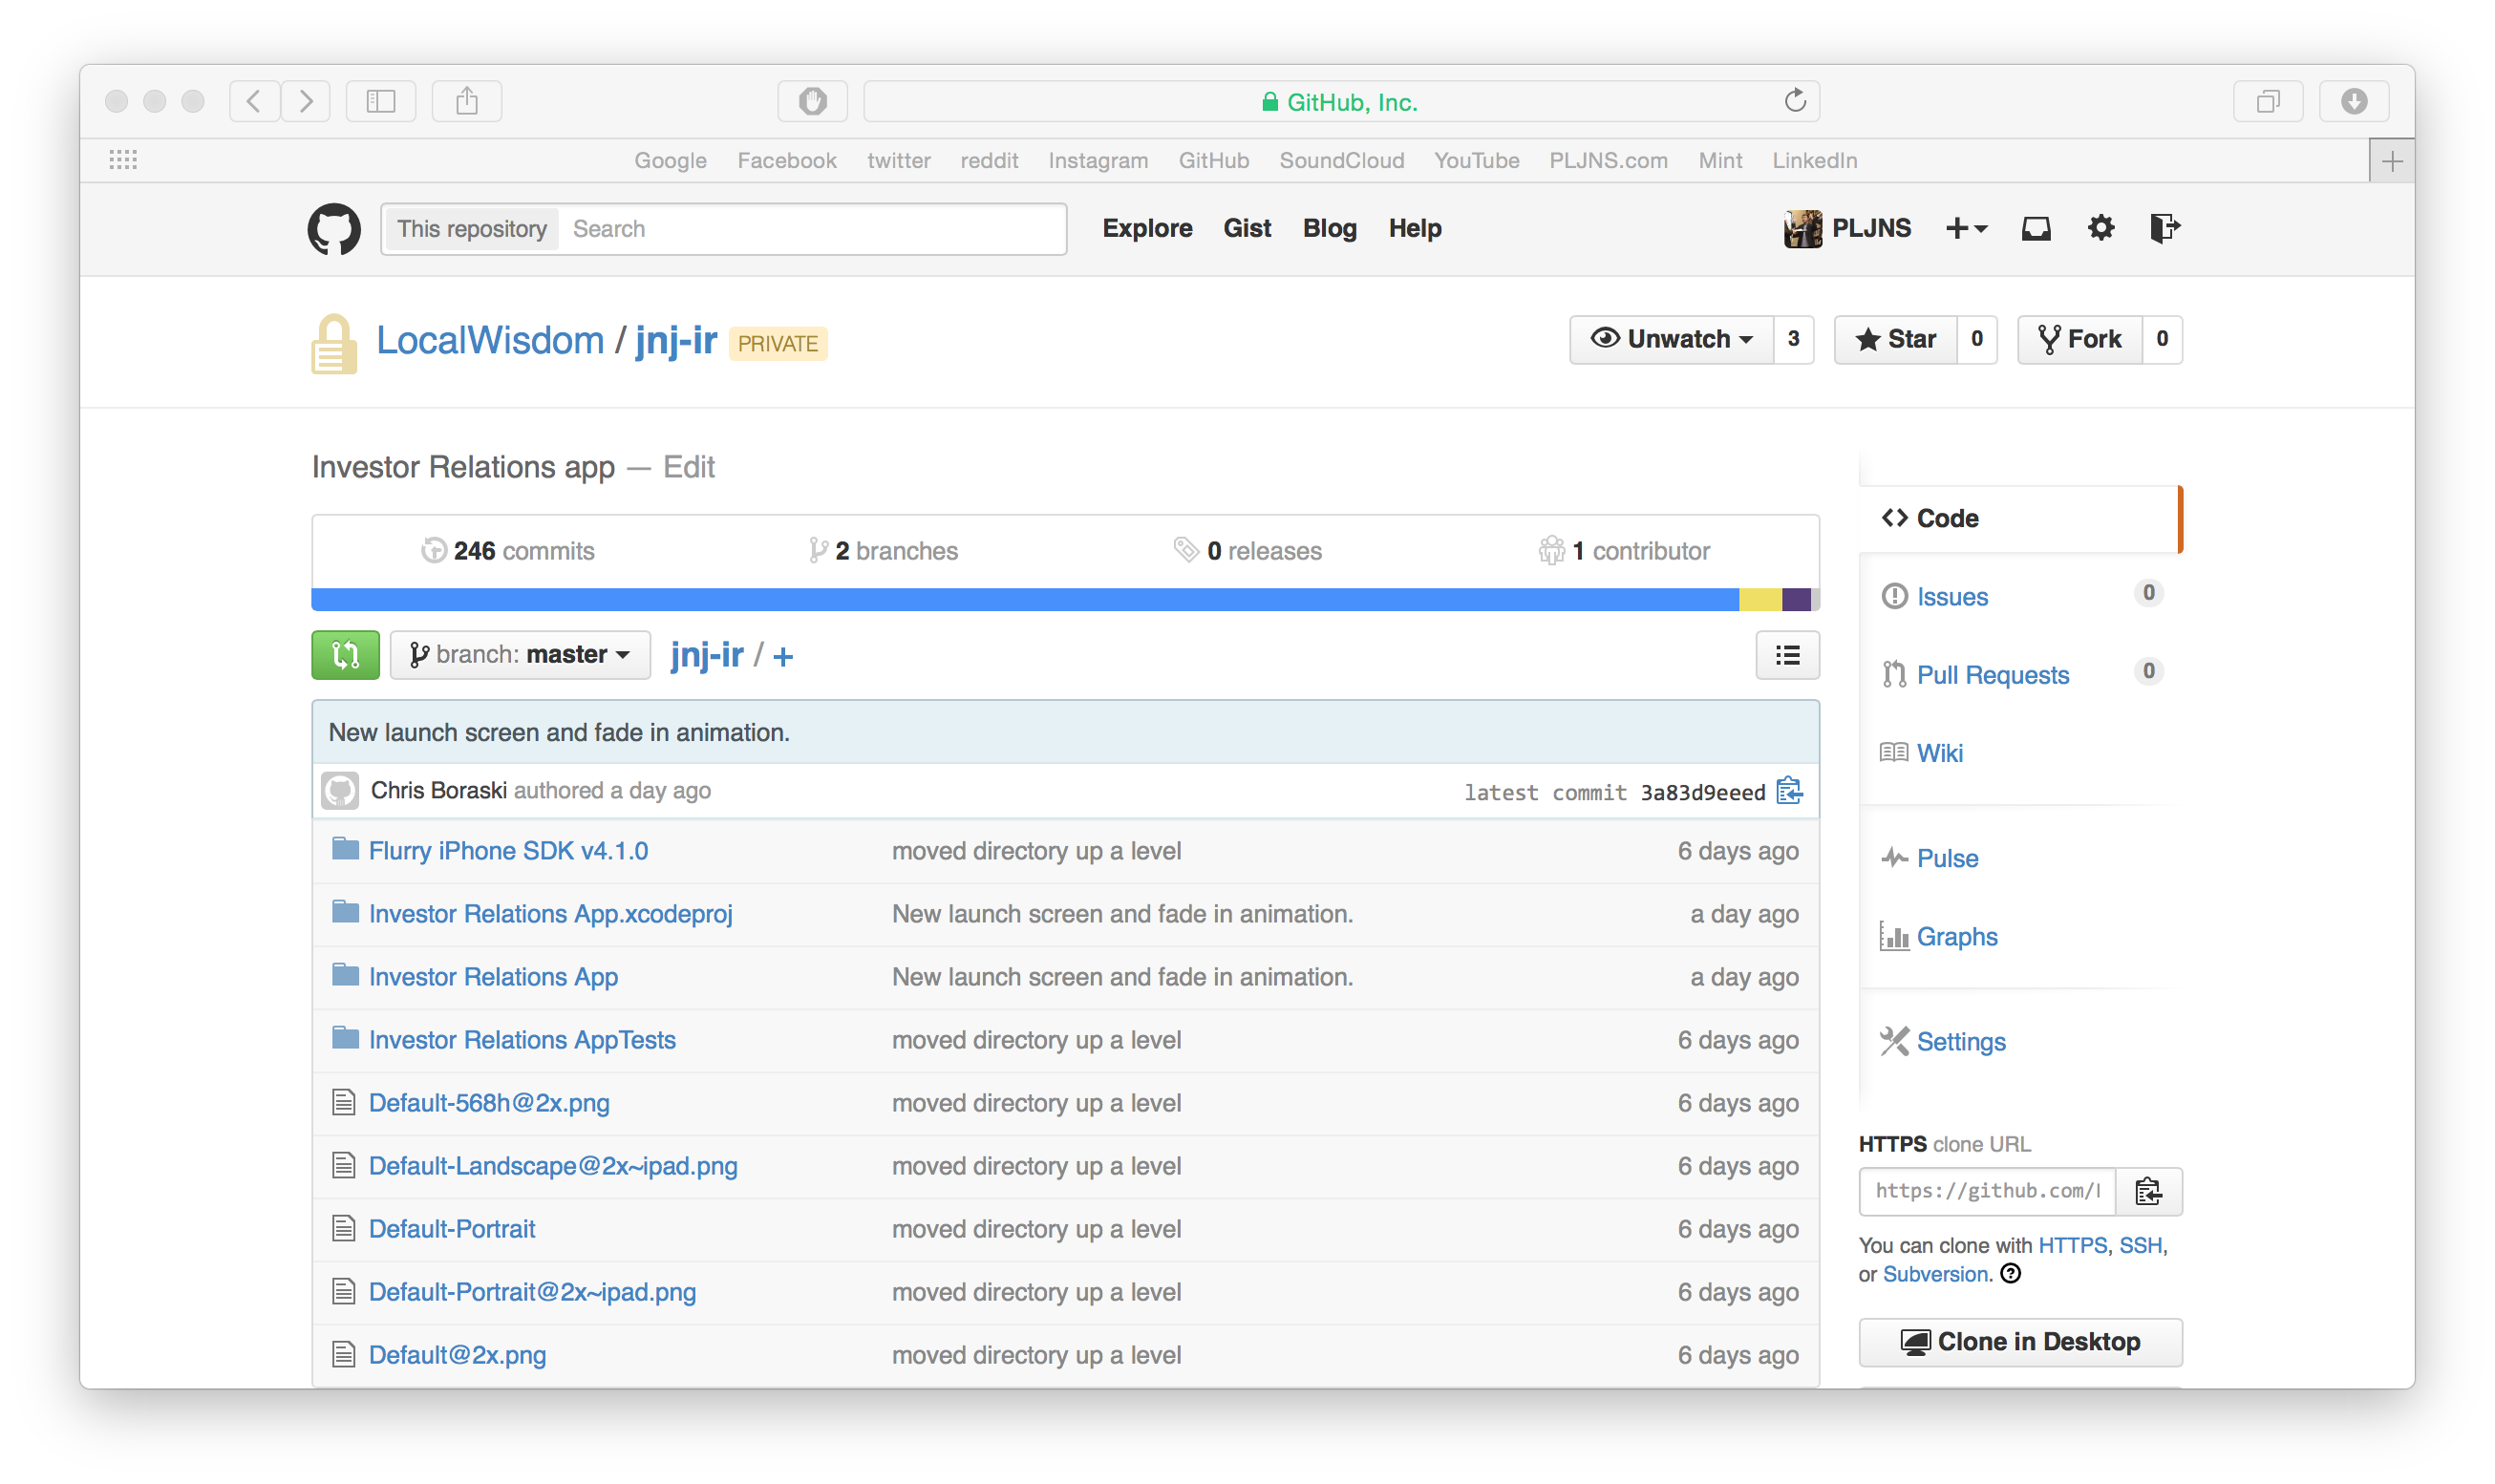 GitHub, Inc.
Google Facebook twitter reddit Instagram GitHub SoundCloud YouTube PLJNS.com Mint LinkedIn
This repository Search Explore Gist Blog Help PLJNS
LocalWisdom / jnj-ir PRIVATE Unwatch 3 Star 0 Fork 0
Investor Relations app — Edit
246 commits 2 branches 0 releases 1 contributor
branch: master jnj-ir / +
New launch screen and fade in animation.
Chris Boraski authored a day ago latest commit 3a83d9eeed
Flurry iPhone SDK v4.1.0 moved directory up a level 6 days ago
Investor Relations App.xcodeproj New launch screen and fade in animation. a day ago
Investor Relations App New launch screen and fade in animation. a day ago
Investor Relations AppTests moved directory up a level 6 days ago
Default-568h@2x.png moved directory up a level 6 days ago
Default-Landscape@2x~ipad.png moved directory up a level 6 days ago
Default-Portrait moved directory up a level 6 days ago
Default-Portrait@2x~ipad.png moved directory up a level 6 days ago
Default@2x.png moved directory up a level 6 days ago
Code
Issues 0
Pull Requests 0
Wiki
Pulse
Graphs
Settings
HTTPS clone URL
https://github.com/
You can clone with HTTPS, SSH,
or Subversion.
Clone in Desktop